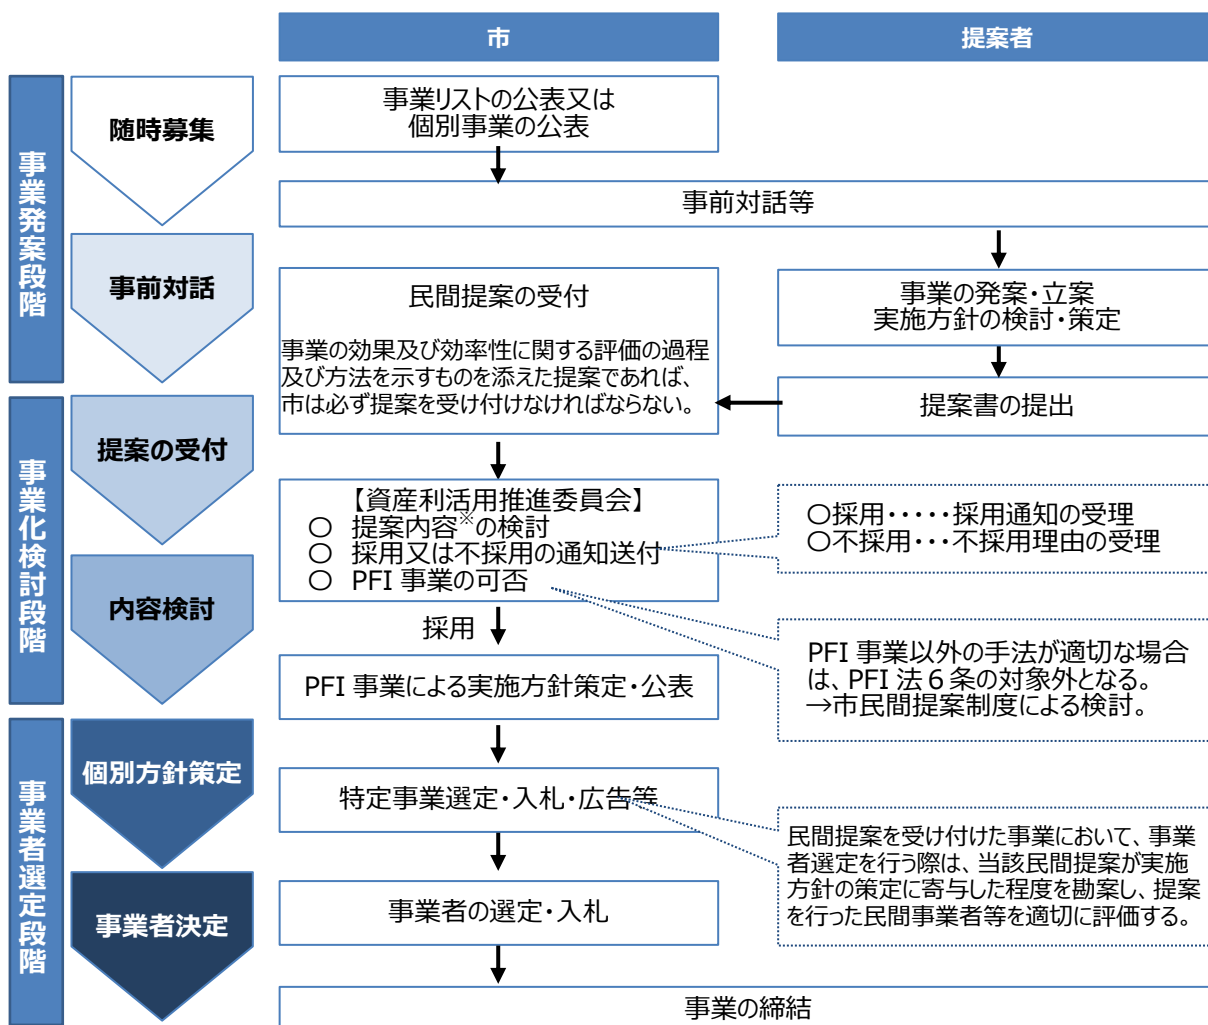 市
提案者
事業発案段階
随時募集
事業リストの公表又は
個別事業の公表
事前対話等
事前対話
民間提案の受付
事業の効果及び効率性に関する評価の過程
及び方法を示すものを添えた提案であれば、
市は必ず提案を受け付けなければならない。
事業の発案・立案
実施方針の検討・策定
提案書の提出
事業化検討段階
提案の受付
内容検討
【資産利活用推進委員会】
〇 提案内容※の検討
〇 採用又は不採用の通知送付
〇 PFI 事業の可否
〇採用・・・・・採用通知の受理
〇不採用・・・不採用理由の受理
採用
PFI 事業による実施方針策定・公表
PFI 事業以外の手法が適切な場合
は、PFI 法６条の対象外となる。
→市民間提案制度による検討。
事業者選定段階
個別方針策定
特定事業選定・入札・広告等
民間提案を受け付けた事業において、事業
者選定を行う際は、当該民間提案が実施
方針の策定に寄与した程度を勘案し、提案
を行った民間事業者等を適切に評価する。
事業者決定
事業者の選定・入札
事業の締結